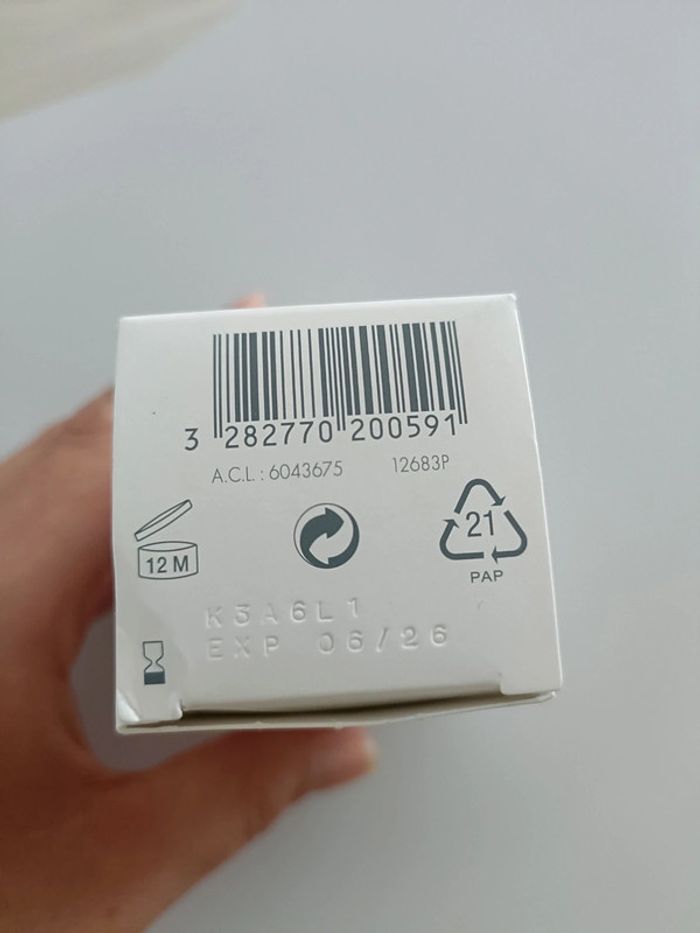 3 282770 200591
A.C.L. : 6043675 12683P
21
12 M
PAP
K3A6L1
EXP 06/26